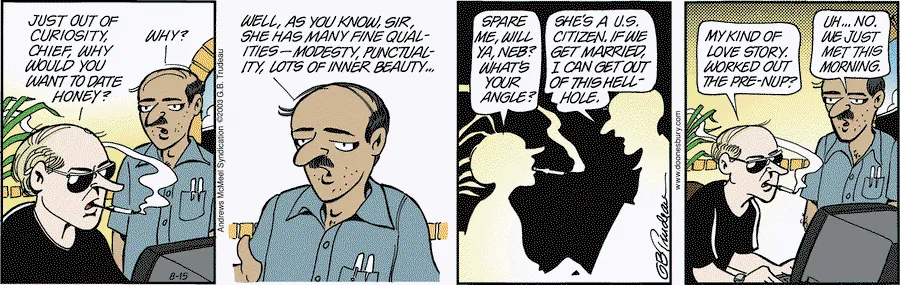 JUST OUT OF
CURIOSITY,
CHIEF, WHY
WOULD YOU
WANT TO DATE
HONEY?
WHY?
8-15
Andrews McMeel Syndication ©2003 G.B. Trudeau
WELL, AS YOU KNOW, SIR,
SHE HAS MANY FINE QUAL-
ITIES—MODESTY, PUNCTUAL-
ITY, LOTS OF INNER BEAUTY...
SPARE
ME, WILL
YA, NEB?
WHAT'S
YOUR
ANGLE?
SHE'S A U.S.
CITIZEN. IF WE
GET MARRIED,
I CAN GET OUT
OF THIS HELL-
HOLE.
GBTrudeau
www.doonesbury.com
MY KIND OF
LOVE STORY.
WORKED OUT
THE PRE-NUP?
UH... NO.
WE JUST
MET THIS
MORNING.